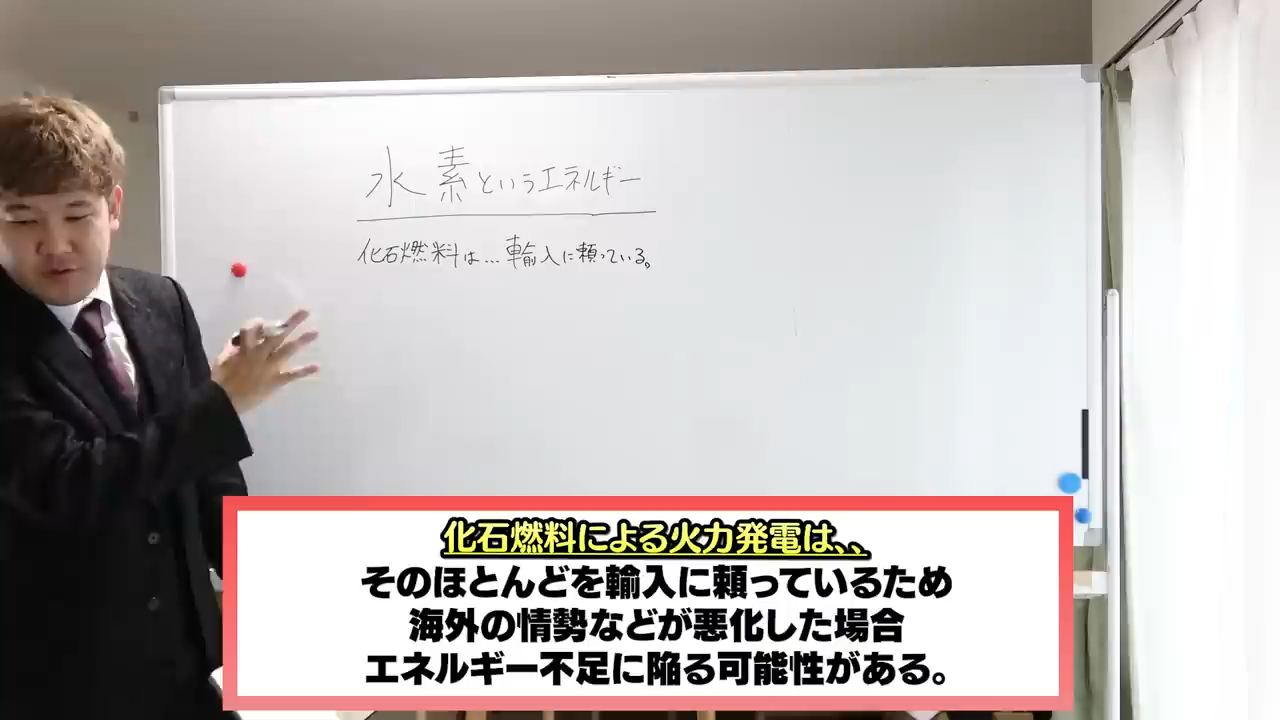 水素というエネルギー
化石燃料は…輸入に頼っている。
化石燃料による火力発電は、、
そのほとんどを輸入に頼っているため
海外の情勢などが悪化した場合
エネルギー不足に陥る可能性がある。